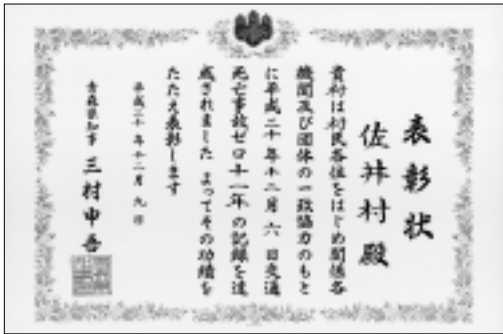 表彰状
佐井村殿
貴村は村民各位をはじめ関係各
機関及び団体の一致協力のもと
に平成二十年十二月六日交通
死亡事故ゼロ十一年の記録を達
成されました よってその功績を
たたえ表彰します
平成二十年十二月九日
青森県知事 三村申吾